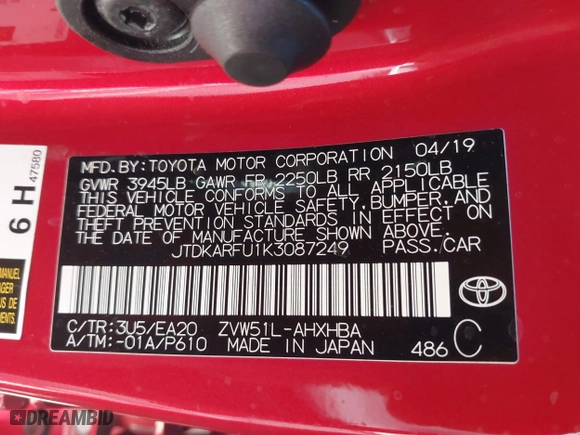 MFD.BY:TOYOTA MOTOR CORPORATION 04/19
GVWR 3945LB GAWR FR 2250LB RR 2150LB
THIS VEHICLE CONFORMS TO ALL APPLICABLE
FEDERAL MOTOR VEHICLE SAFETY,BUMPER,AND
THEFT PREVENTION STANDARDS IN EFFECT ON
THE DATE OF MANUFACTURE SHOWN ABOVE.
JTDKARFU1K3087249 PASS/CAR
C/TR:3U5/EA20 ZVW51L-AHXHBA
A/TM:-01A/P610 MADE IN JAPAN 486 C
TOYOTA
6 H 47580
DREAMBID